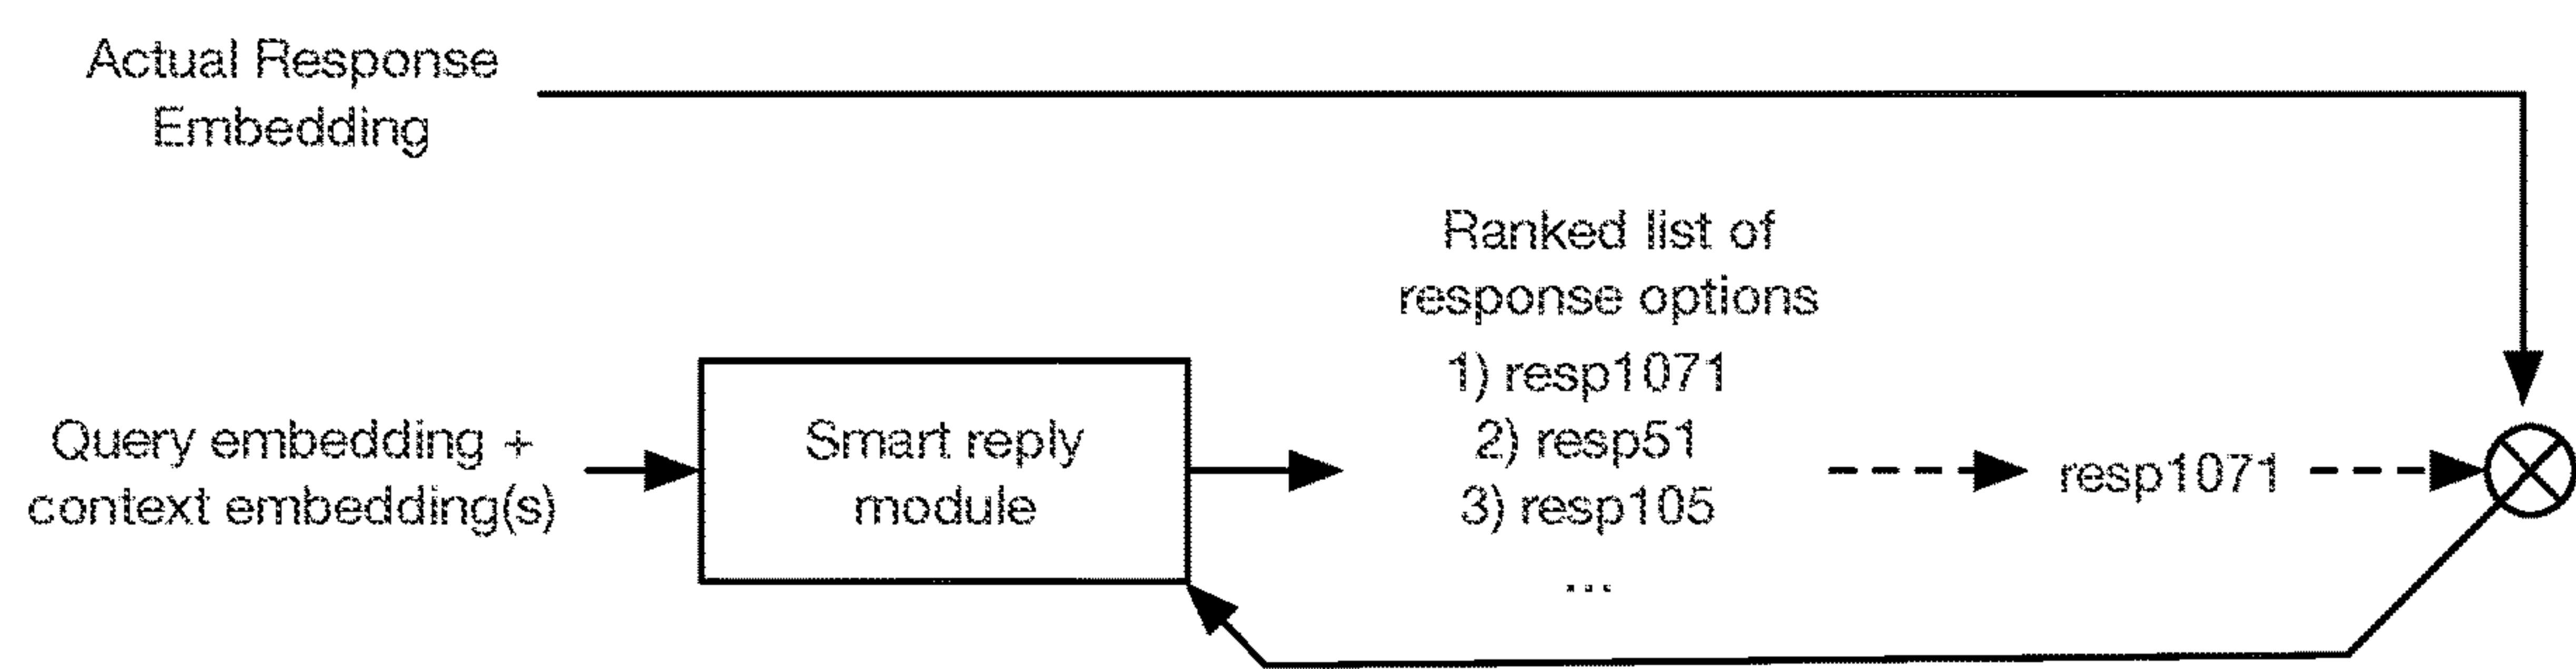 Actual Response
Embedding
Query embedding +
context embedding(s)
Smart reply
module
Ranked list of
response options
1) resp1071
2) resp51
3) resp105
...
resp1071